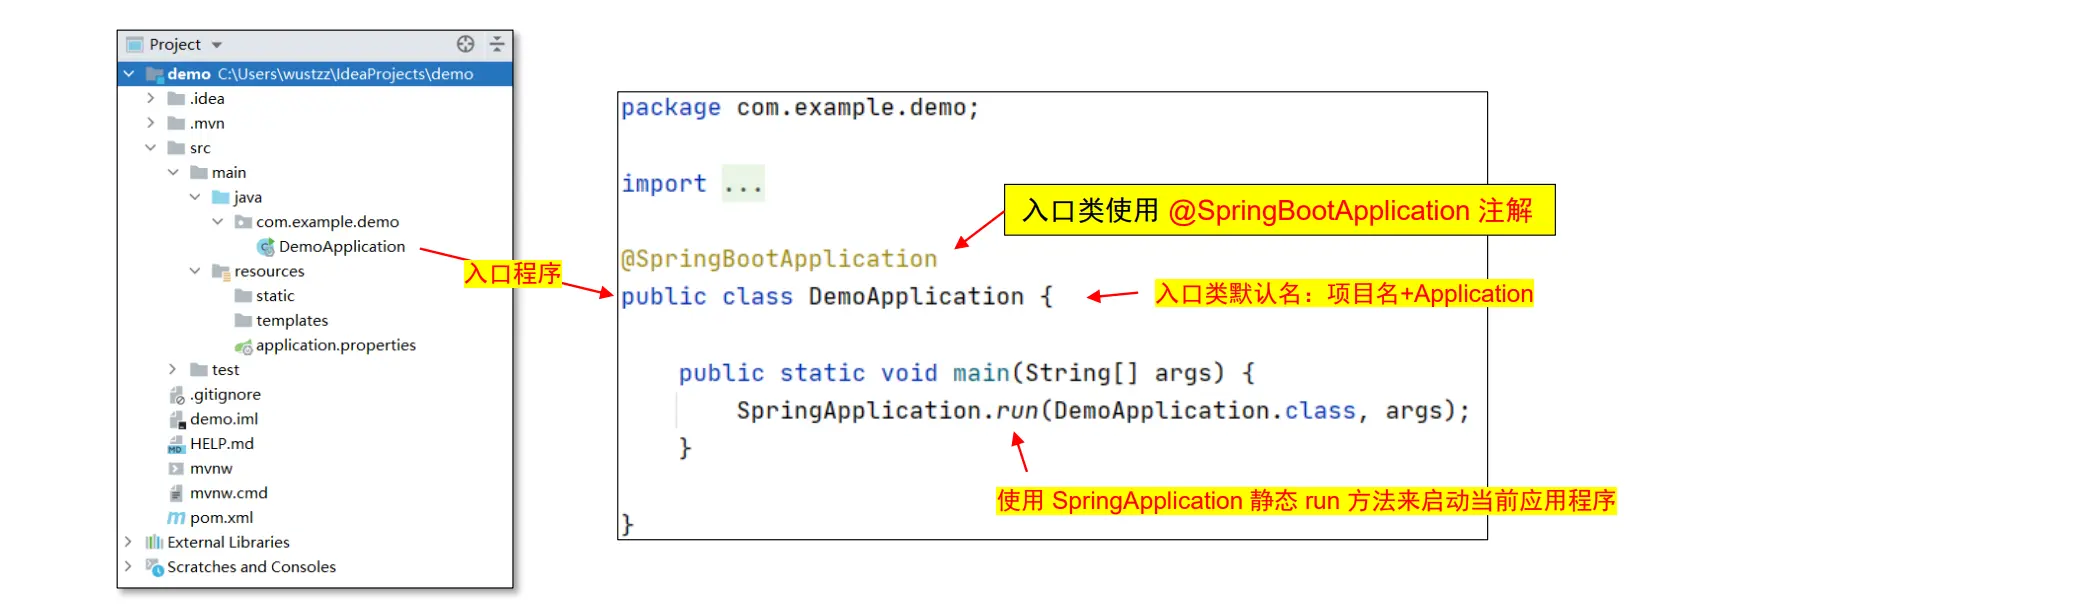 Project
demo C:\Users\wustzz\IdeaProjects\demo
.idea
.mvn
src
main
java
com.example.demo
DemoApplication
resources
static
templates
application.properties
test
.gitignore
demo.iml
HELP.md
mvnw
mvnw.cmd
pom.xml
External Libraries
Scratches and Consoles
入口程序
package com.example.demo;
import ...
入口类使用 @SpringBootApplication 注解
@SpringBootApplication
public class DemoApplication {
入口类默认名：项目名+Application
public static void main(String[] args) {
SpringApplication.run(DemoApplication.class, args);
}
使用 SpringApplication 静态 run 方法来启动当前应用程序
}